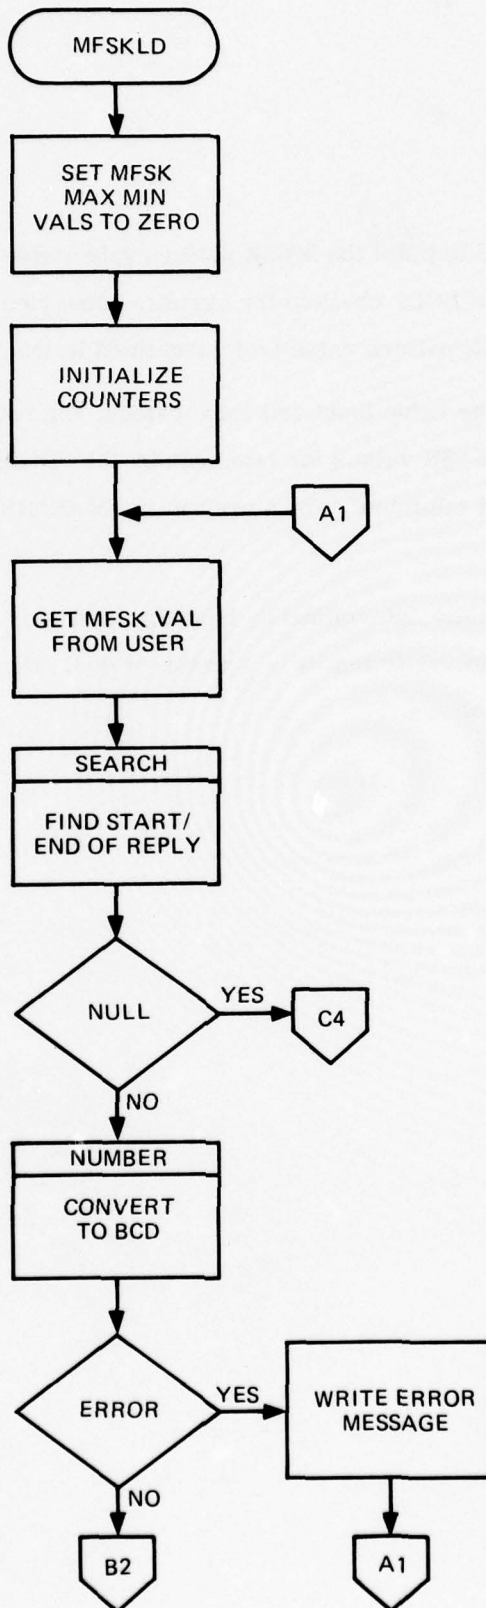 MFSKLD
SET MFSK
MAX MIN
VALS TO ZERO
INITIALIZE
COUNTERS
A1
GET MFSK VAL
FROM USER
SEARCH
FIND START/
END OF REPLY
NULL
YES
C4
NO
NUMBER
CONVERT
TO BCD
ERROR
YES
WRITE ERROR
MESSAGE
NO
B2
A1